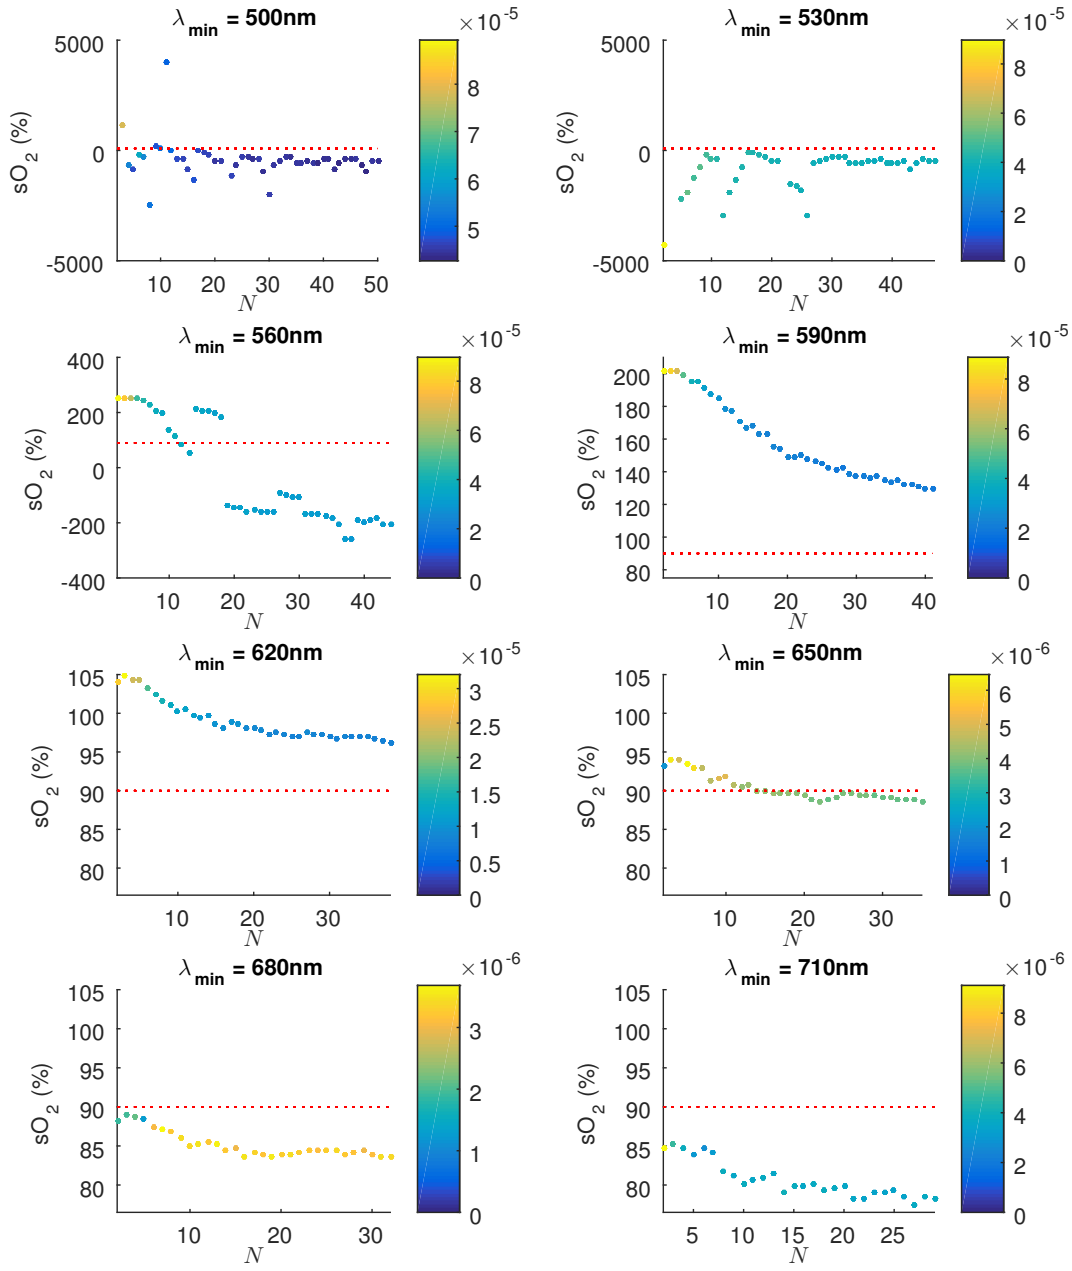 λmin = 500nm
×10-5
5000
0
-5000
sO2 (%)
10 20 30 40 50
N
8
7
6
5
λmin = 530nm
×10-5
5000
0
-5000
sO2 (%)
10 20 30 40
N
8
6
4
2
0
λmin = 560nm
×10-5
400
200
0
-200
-400
sO2 (%)
10 20 30 40
N
8
6
4
2
0
λmin = 590nm
×10-5
200
180
160
140
120
100
80
sO2 (%)
10 20 30 40
N
8
6
4
2
0
λmin = 620nm
×10-5
105
100
95
90
85
80
sO2 (%)
10 20 30
N
3
2.5
2
1.5
1
0.5
0
λmin = 650nm
×10-6
105
100
95
90
85
80
sO2 (%)
10 20 30
N
6
5
4
3
2
1
0
λmin = 680nm
×10-6
105
100
95
90
85
80
sO2 (%)
10 20 30
N
3
2
1
0
λmin = 710nm
×10-6
105
100
95
90
85
80
sO2 (%)
5 10 15 20 25
N
8
6
4
2
0